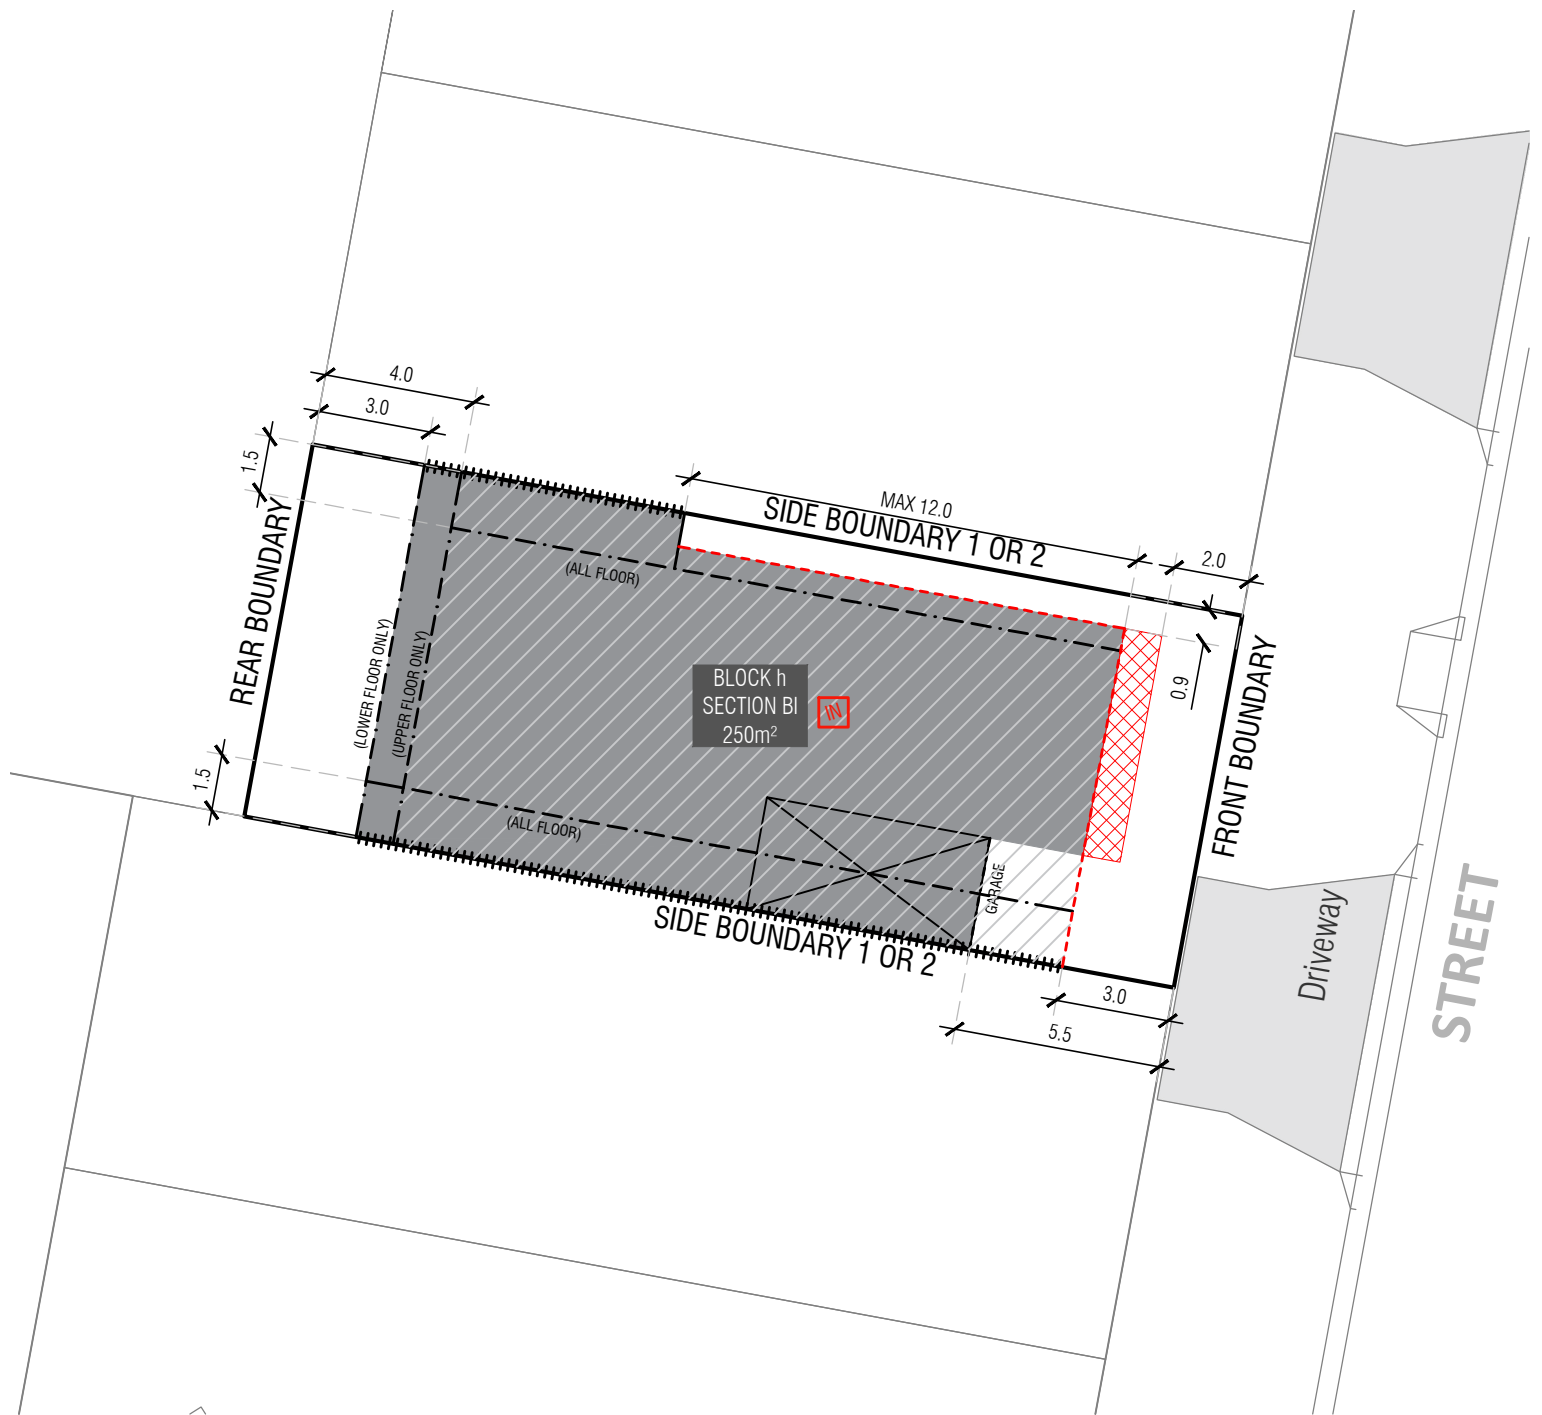 4.0
3.0
1.5
MAX 12.0
SIDE BOUNDARY 1 OR 2
2.0
REAR BOUNDARY
(ALL FLOOR)
(LOWER FLOOR ONLY)
(UPPER FLOOR ONLY)
BLOCK h
SECTION BI
250m²
IN
0.9
FRONT BOUNDARY
1.5
(ALL FLOOR)
GARAGE
SIDE BOUNDARY 1 OR 2
Driveway
STREET
3.0
5.5